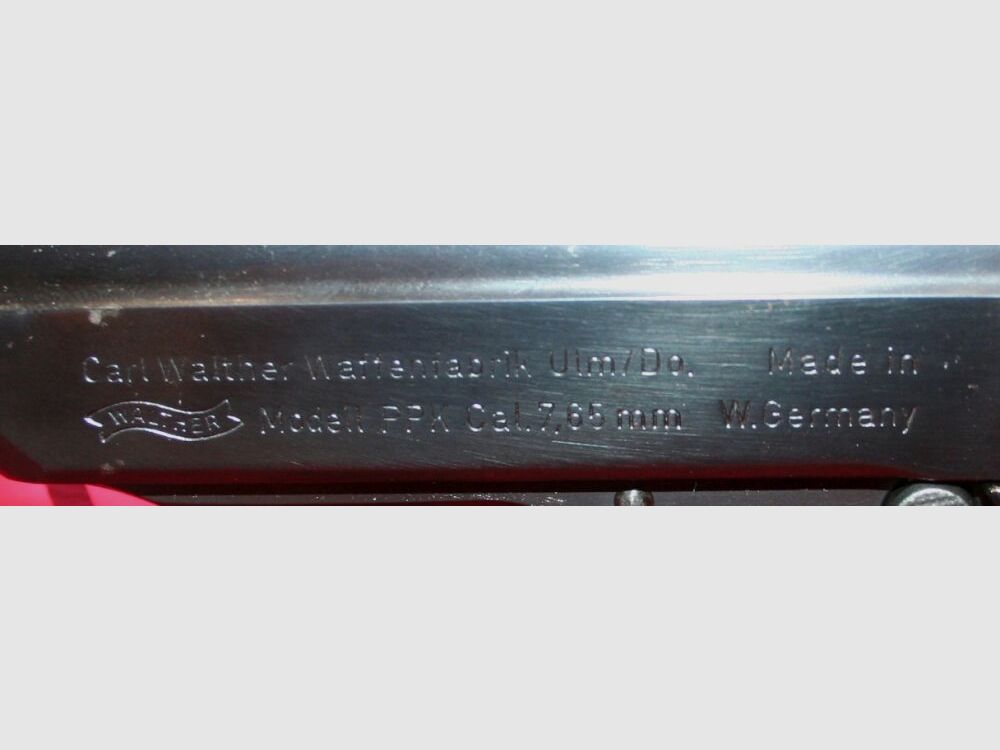 Carl Walther Waffenfabrik Ulm/Do. Made in
WALTHER Modell PPK Cal. 7,65 mm W.Germany